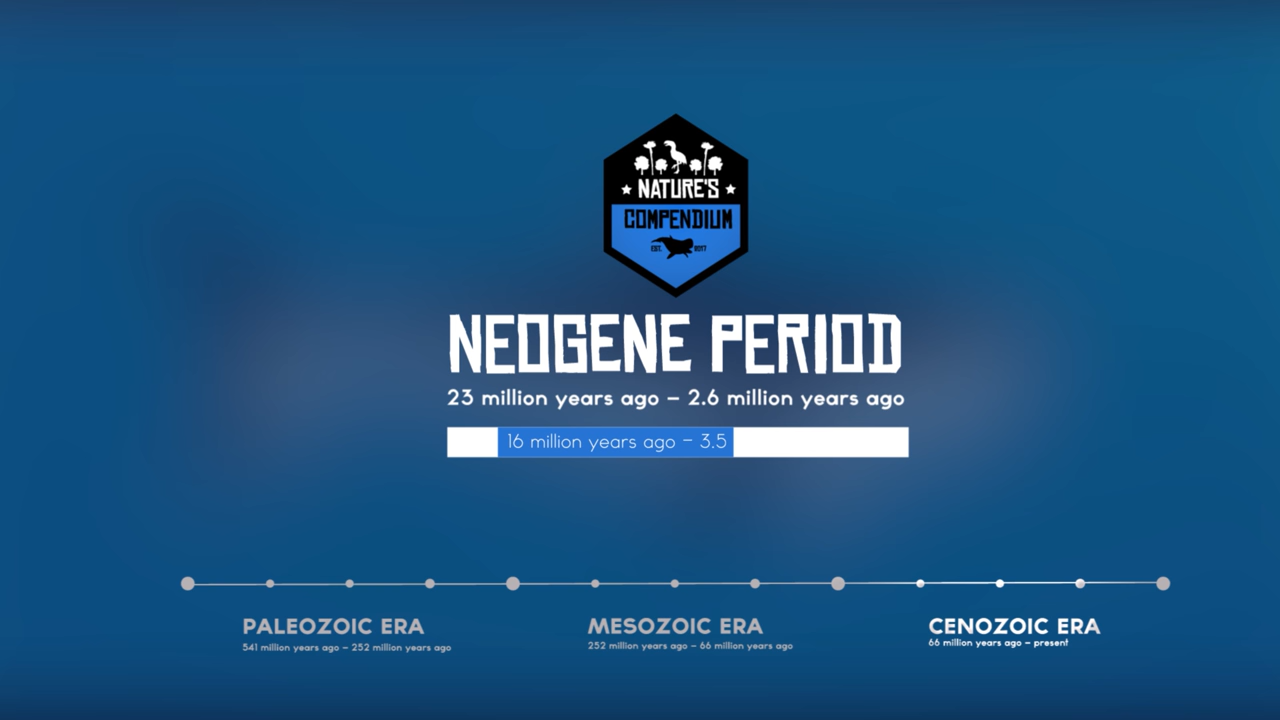 NATURE'S
COMPENDIUM
EST. 2017
NEOGENE PERIOD
23 million years ago – 2.6 million years ago
16 million years ago – 3.5
PALEOZOIC ERA
541 million years ago – 252 million years ago
MESOZOIC ERA
252 million years ago – 66 million years ago
CENOZOIC ERA
66 million years ago – present